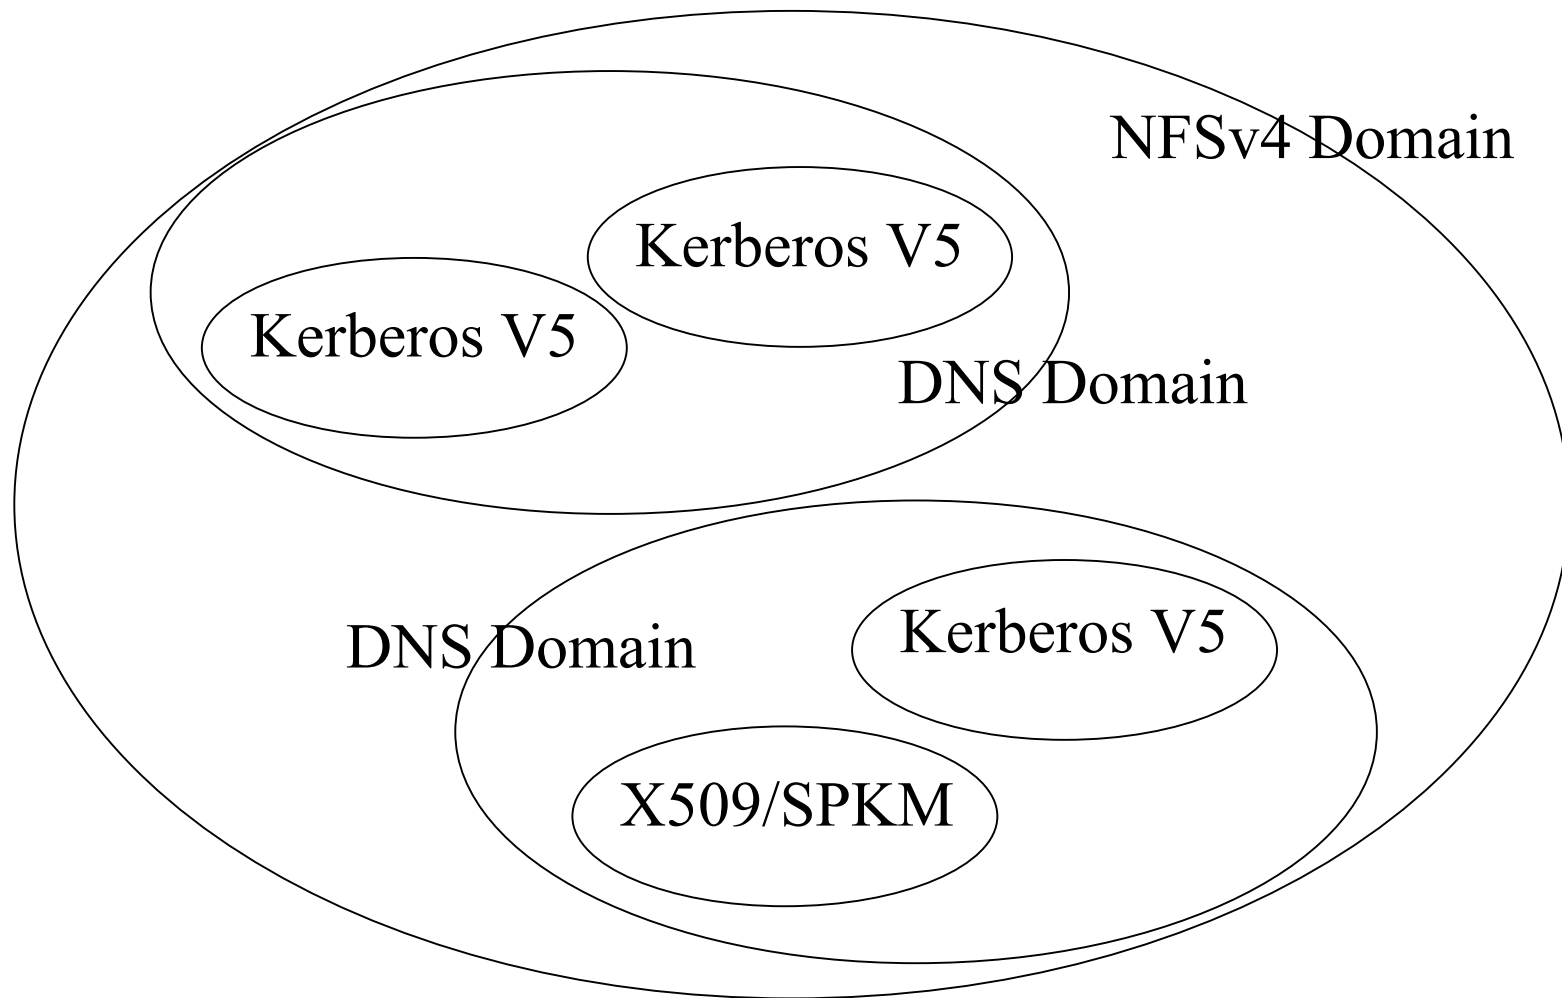 NFSv4 Domain
Kerberos V5
Kerberos V5
DNS Domain
DNS Domain
Kerberos V5
X509/SPKM